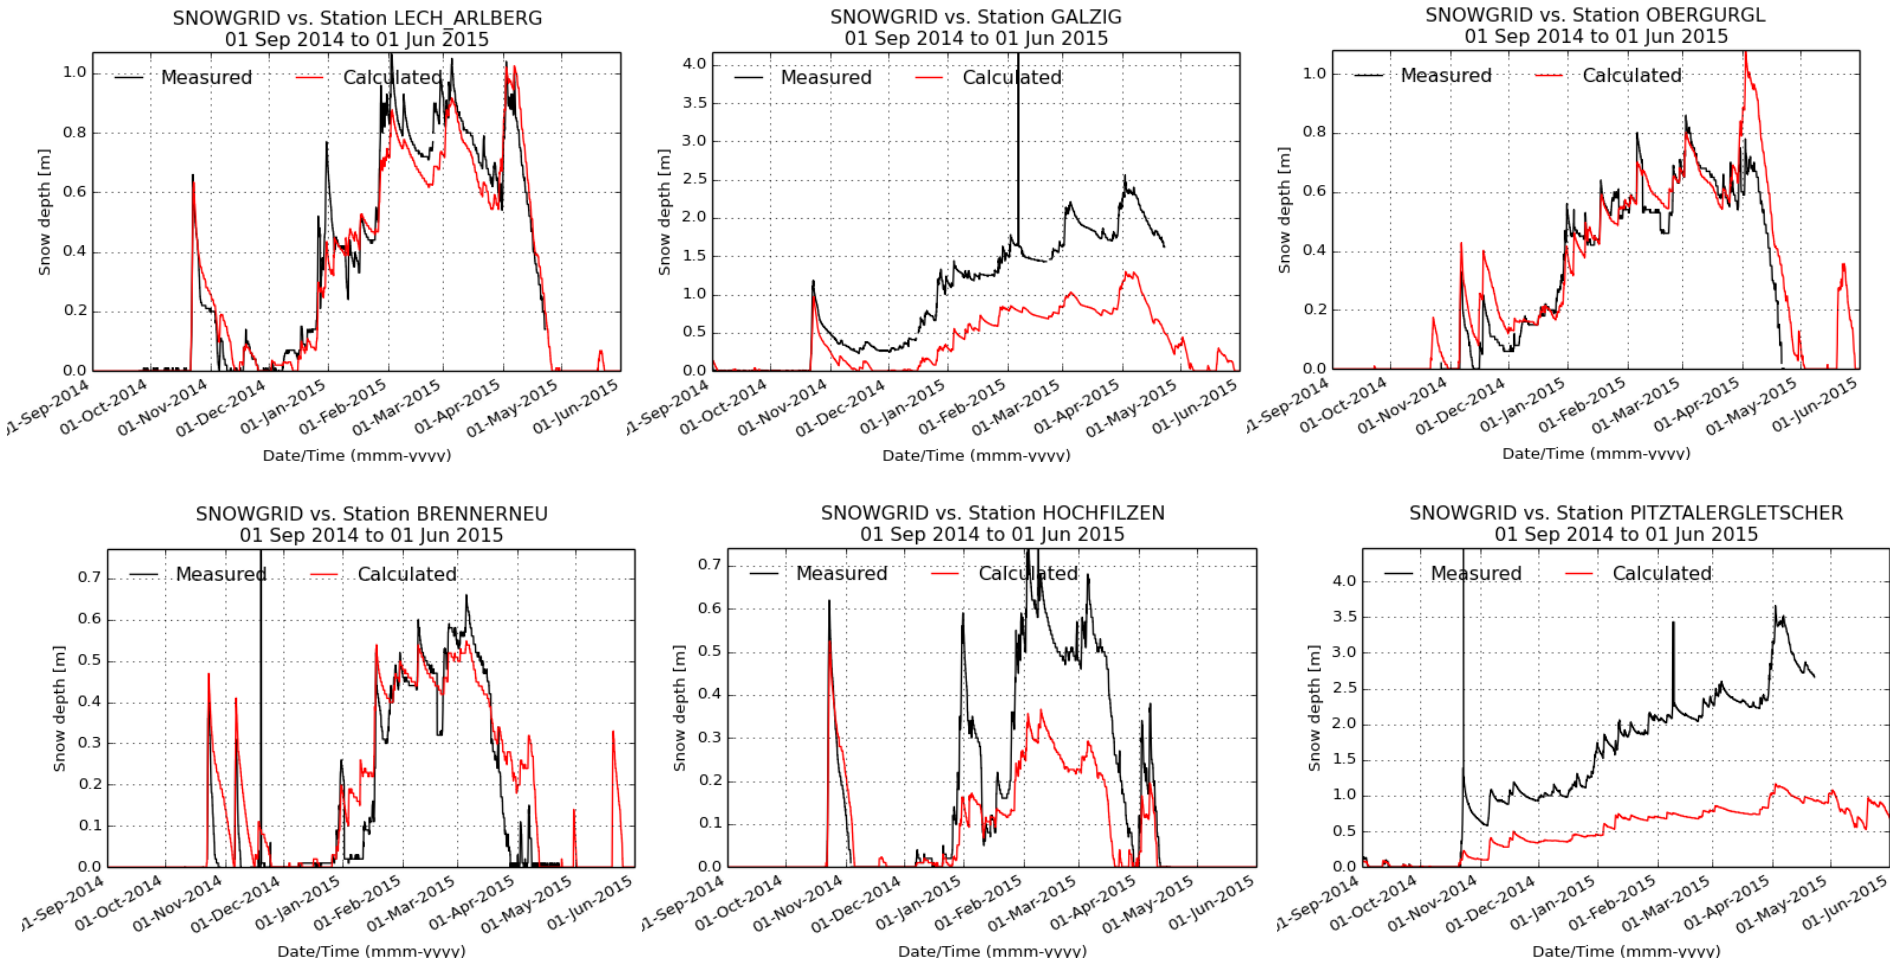 SNOWGRID vs. Station LECH_ARLBERG
01 Sep 2014 to 01 Jun 2015
Measured
Calculated
Snow depth [m]
1.0
0.8
0.6
0.4
0.2
0.0
01-Sep-2014
01-Oct-2014
01-Nov-2014
01-Dec-2014
01-Jan-2015
01-Feb-2015
01-Mar-2015
01-Apr-2015
01-May-2015
01-Jun-2015
Date/Time (mmm-yyyy)
SNOWGRID vs. Station GALZIG
01 Sep 2014 to 01 Jun 2015
Measured
Calculated
Snow depth [m]
4.0
3.5
3.0
2.5
2.0
1.5
1.0
0.5
0.0
01-Sep-2014
01-Oct-2014
01-Nov-2014
01-Dec-2014
01-Jan-2015
01-Feb-2015
01-Mar-2015
01-Apr-2015
01-May-2015
01-Jun-2015
Date/Time (mmm-yyyy)
SNOWGRID vs. Station OBERGURGL
01 Sep 2014 to 01 Jun 2015
Measured
Calculated
Snow depth [m]
1.0
0.8
0.6
0.4
0.2
0.0
01-Sep-2014
01-Oct-2014
01-Nov-2014
01-Dec-2014
01-Jan-2015
01-Feb-2015
01-Mar-2015
01-Apr-2015
01-May-2015
01-Jun-2015
Date/Time (mmm-yyyy)
SNOWGRID vs. Station BRENNERNEU
01 Sep 2014 to 01 Jun 2015
Measured
Calculated
Snow depth [m]
0.7
0.6
0.5
0.4
0.3
0.2
0.1
0.0
01-Sep-2014
01-Oct-2014
01-Nov-2014
01-Dec-2014
01-Jan-2015
01-Feb-2015
01-Mar-2015
01-Apr-2015
01-May-2015
01-Jun-2015
Date/Time (mmm-yyyy)
SNOWGRID vs. Station HOCHFILZEN
01 Sep 2014 to 01 Jun 2015
Measured
Calculated
Snow depth [m]
0.7
0.6
0.5
0.4
0.3
0.2
0.1
0.0
01-Sep-2014
01-Oct-2014
01-Nov-2014
01-Dec-2014
01-Jan-2015
01-Feb-2015
01-Mar-2015
01-Apr-2015
01-May-2015
01-Jun-2015
Date/Time (mmm-yyyy)
SNOWGRID vs. Station PITZTALERGLETSCHER
01 Sep 2014 to 01 Jun 2015
Measured
Calculated
Snow depth [m]
4.0
3.5
3.0
2.5
2.0
1.5
1.0
0.5
0.0
01-Sep-2014
01-Oct-2014
01-Nov-2014
01-Dec-2014
01-Jan-2015
01-Feb-2015
01-Mar-2015
01-Apr-2015
01-May-2015
01-Jun-2015
Date/Time (mmm-yyyy)